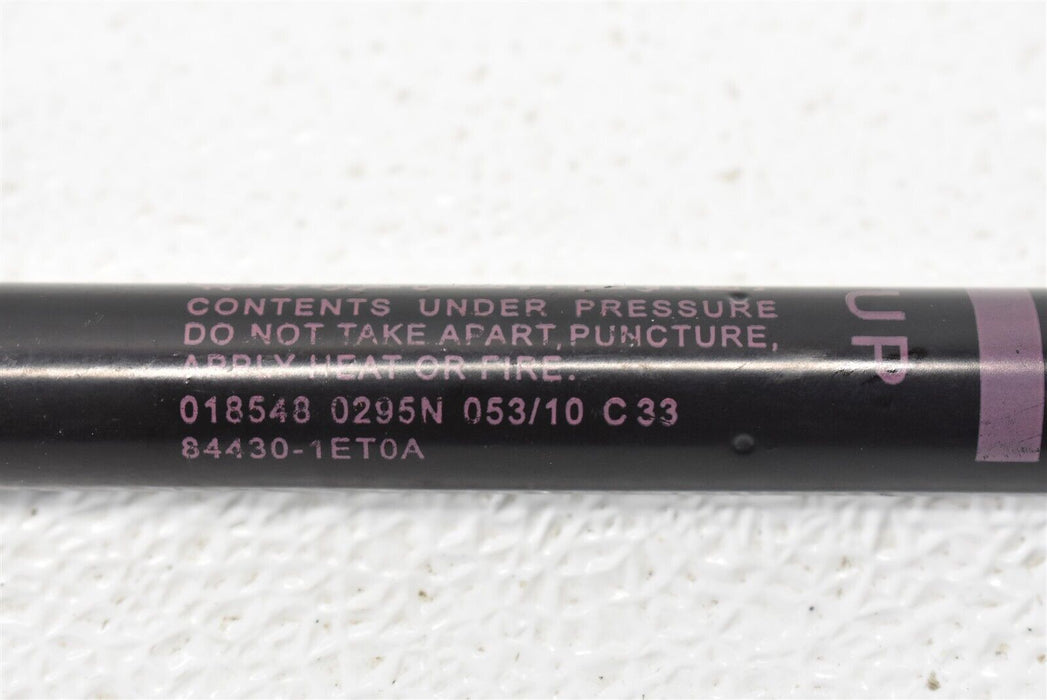 CONTENTS UNDER PRESSURE
DO NOT TAKE APART, PUNCTURE,
APPLY HEAT OR FIRE.
018548 0295N 053/10 C 33
84430-1ET0A
UP